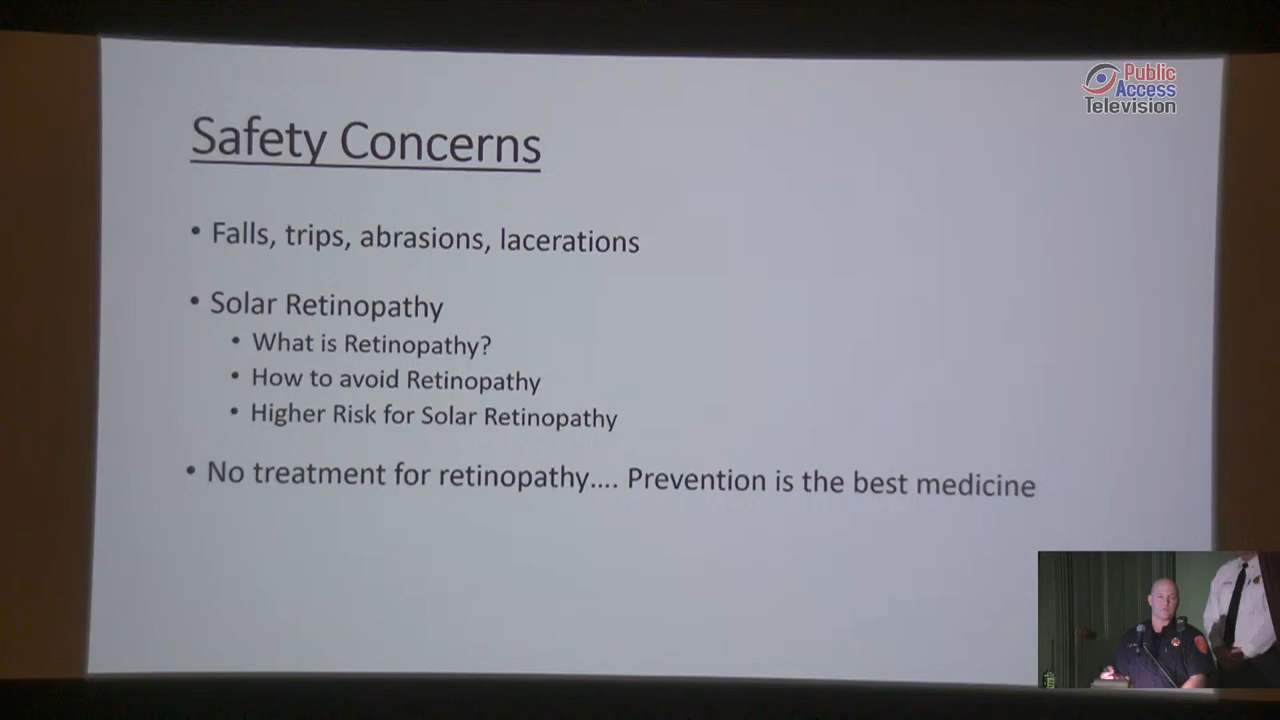 Public
Access
Television
Safety Concerns
• Falls, trips, abrasions, lacerations
• Solar Retinopathy
• What is Retinopathy?
• How to avoid Retinopathy
• Higher Risk for Solar Retinopathy
• No treatment for retinopathy.... Prevention is the best medicine